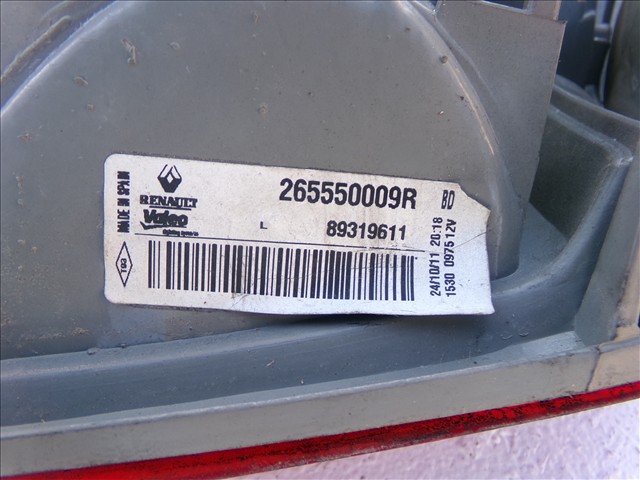 MADE IN SPAIN
RENAULT
Valeo
L
265550009R
89319611
BD
24/10/11 20:18
1530 0975 12V